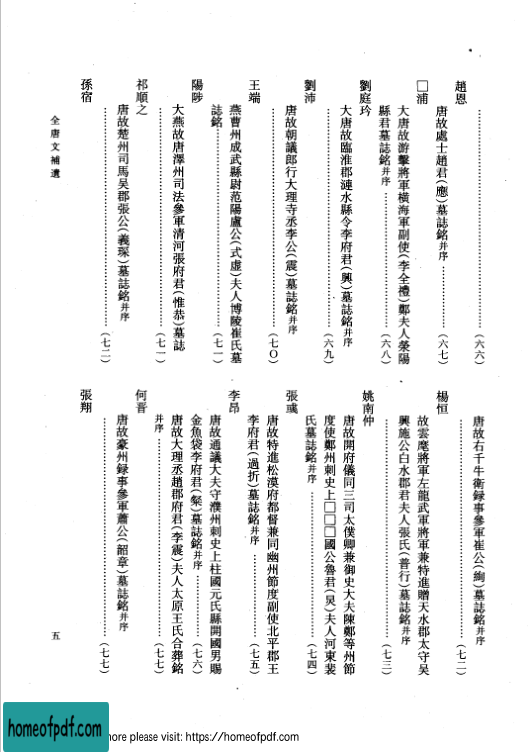 ……………………………………（六六）
趙恩
唐故處士趙君（應）墓誌銘并序……………（六七）
□浦
大唐故游擊將軍橫海軍副使（李全禮）鄭夫人滎陽
縣君墓誌銘并序……………（六八）
劉庭玲
大唐故臨淮郡漣水縣令李府君（興）墓誌銘并序
……………………………………（六九）
劉沛
唐故朝議郎行大理寺丞李公（震）墓誌銘并序
……………………………………（七〇）
王端
燕曹州成武縣尉范陽盧公（式虛）夫人博陵崔氏墓
誌銘……………………………（七一）
陽陟
大燕故唐澤州司法參軍清河張府君（惟恭）墓誌
……………………………………（七一）
祁順之
唐故楚州司馬吴郡張公（義琛）墓誌銘并序
……………………………………（七二）
孫宿
唐故右千牛衛録事參軍崔公（絢）墓誌銘并序
……………………………………（七二）
楊恒
故雲麾將軍左龍武軍將軍兼特進贈天水郡太守吴
興施公白水郡君夫人張氏（普行）墓誌銘并序
……………………………………（七三）
姚南仲
唐故開府儀同三司太僕卿兼御史大夫陳鄭等州節
度使鄭州刺史上□□□國公魯君（炅）夫人河東裴
氏墓誌銘并序……………（七四）
張彧
唐故特進松漠府都督兼同幽州節度副使北平郡王
李府君（過折）墓誌銘并序……………（七五）
李昂
唐故通議大夫守濮州刺史上柱國元氏縣開國男賜
金魚袋李府君（粲）墓誌銘并序……………（七六）
唐故大理丞趙郡府君（李震）夫人太原王氏合葬銘
并序……………………………（七七）
何晋
唐故豪州録事參軍蕭公（韶章）墓誌銘并序
……………………………………（七七）
張翔
全唐文補遺
五
homeofpdf.com
ore please visit: https://homeofpdf.com